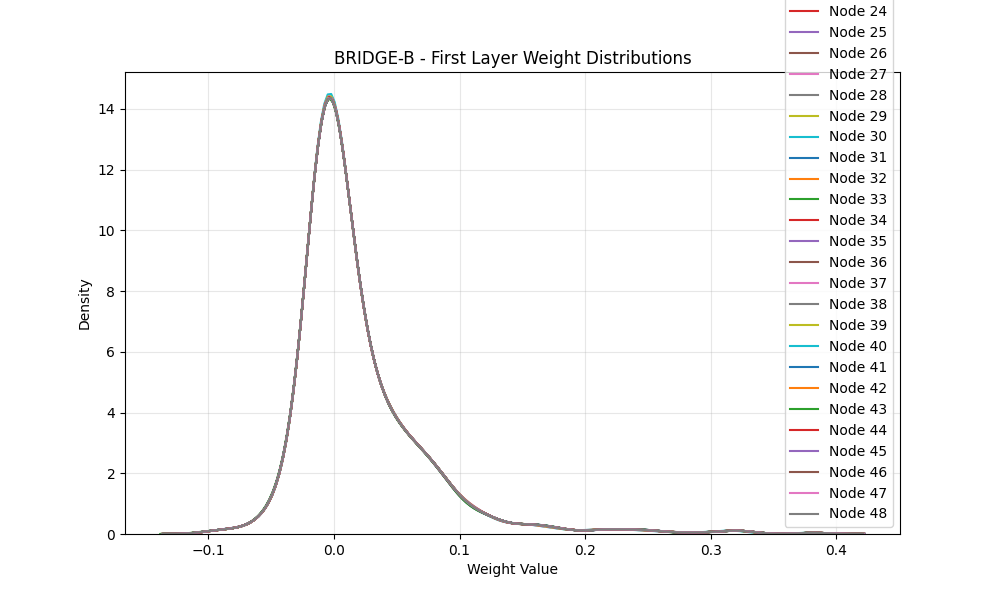 BRIDGE-B - First Layer Weight Distributions
Density
14
12
10
8
6
4
2
0
−0.1
0.0
0.1
0.2
0.3
0.4
Weight Value
Node 24
Node 25
Node 26
Node 27
Node 28
Node 29
Node 30
Node 31
Node 32
Node 33
Node 34
Node 35
Node 36
Node 37
Node 38
Node 39
Node 40
Node 41
Node 42
Node 43
Node 44
Node 45
Node 46
Node 47
Node 48